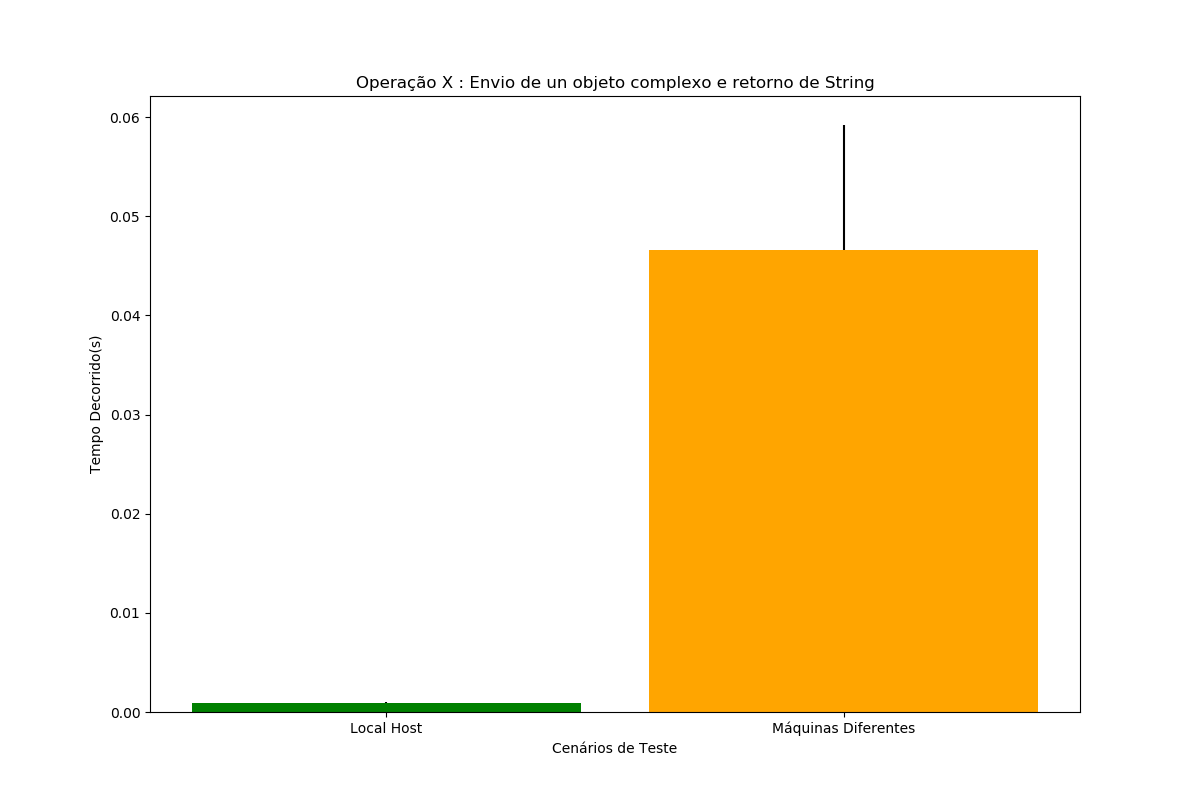 Operação X : Envio de un objeto complexo e retorno de String
0.06
0.05
0.04
0.03
0.02
0.01
0.00
Tempo Decorrido(s)
Local Host
Máquinas Diferentes
Cenários de Teste